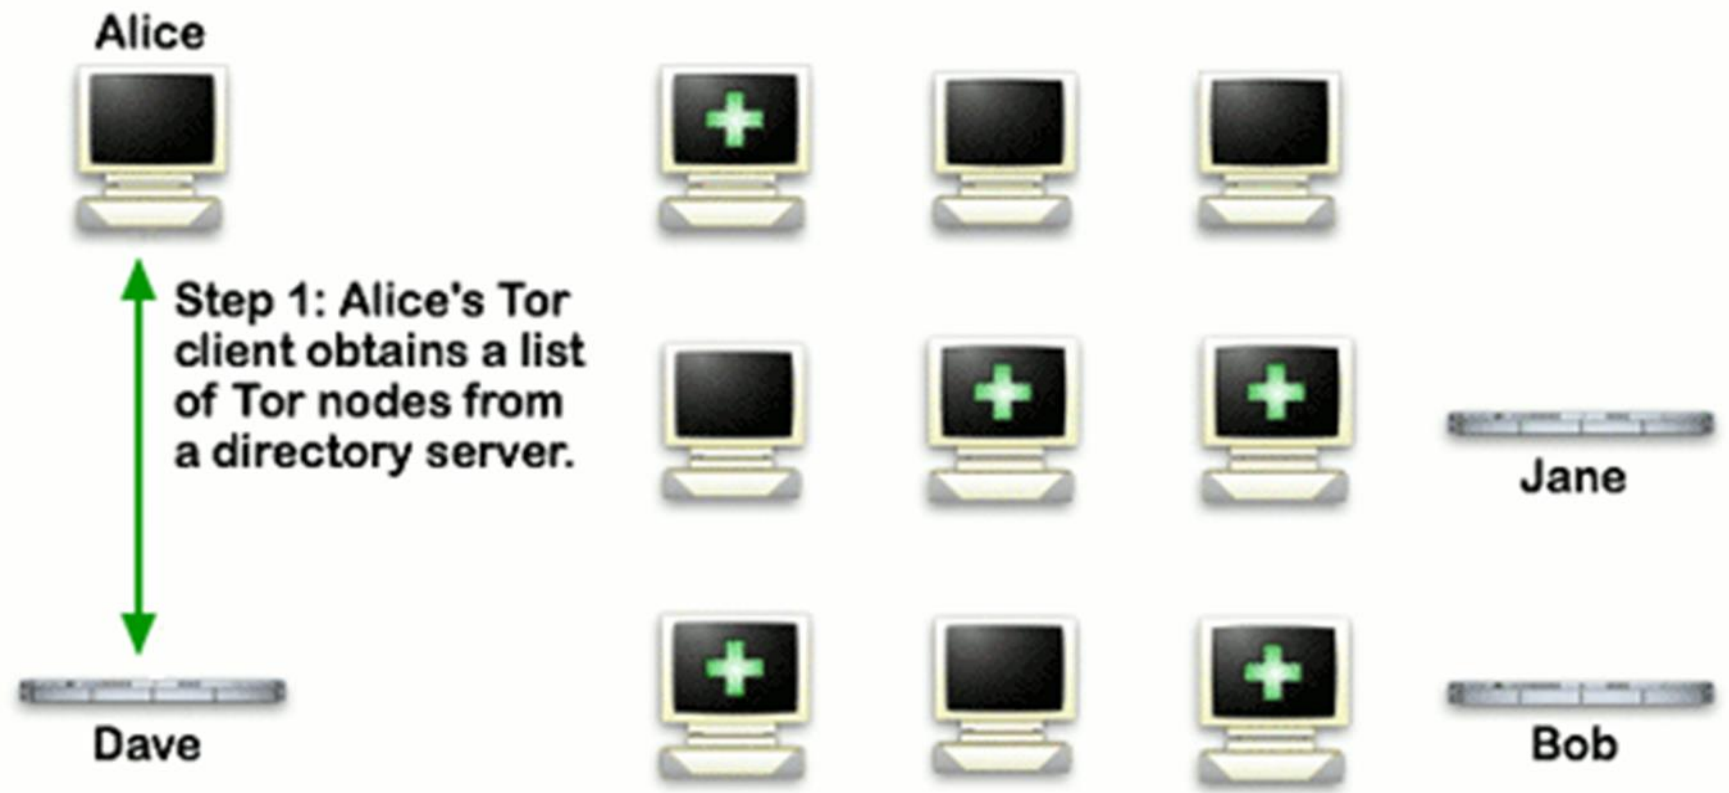 Alice
Step 1: Alice's Tor
client obtains a list
of Tor nodes from
a directory server.
Jane
Dave
Bob